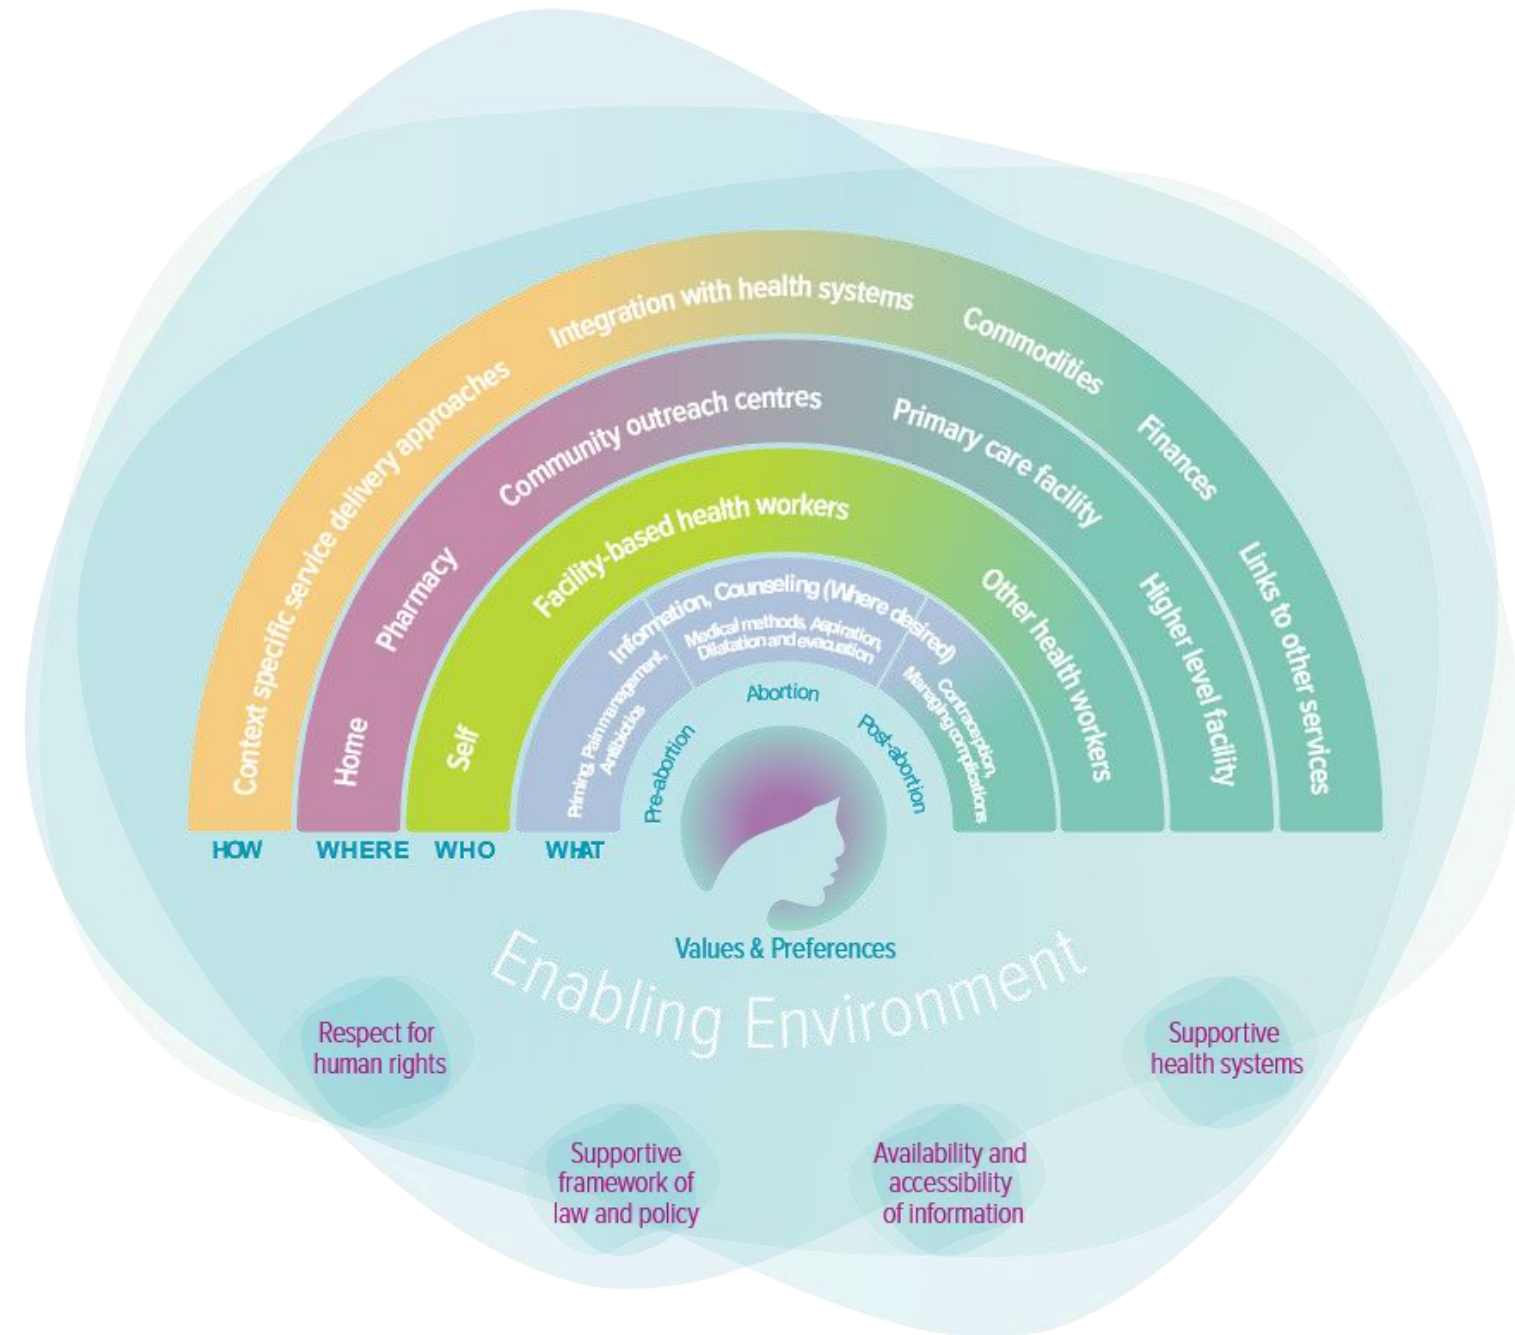 Context specific service delivery approaches
Integration with health systems
Commodities
Finances
Links to other services
Home
Pharmacy
Community outreach centres
Primary care facility
Higher level facility
Self
Facility-based health workers
Other health workers
Information, Counseling (Where desired)
Priming, Pain management,
Antibiotics
Medical methods, Aspiration,
Dilatation and evacuation
Contraception,
Managing complications
Pre-abortion
Abortion
Post-abortion
HOW
WHERE
WHO
WHAT
Values & Preferences
Enabling Environment
Respect for
human rights
Supportive
framework of
law and policy
Availability and
accessibility
of information
Supportive
health systems